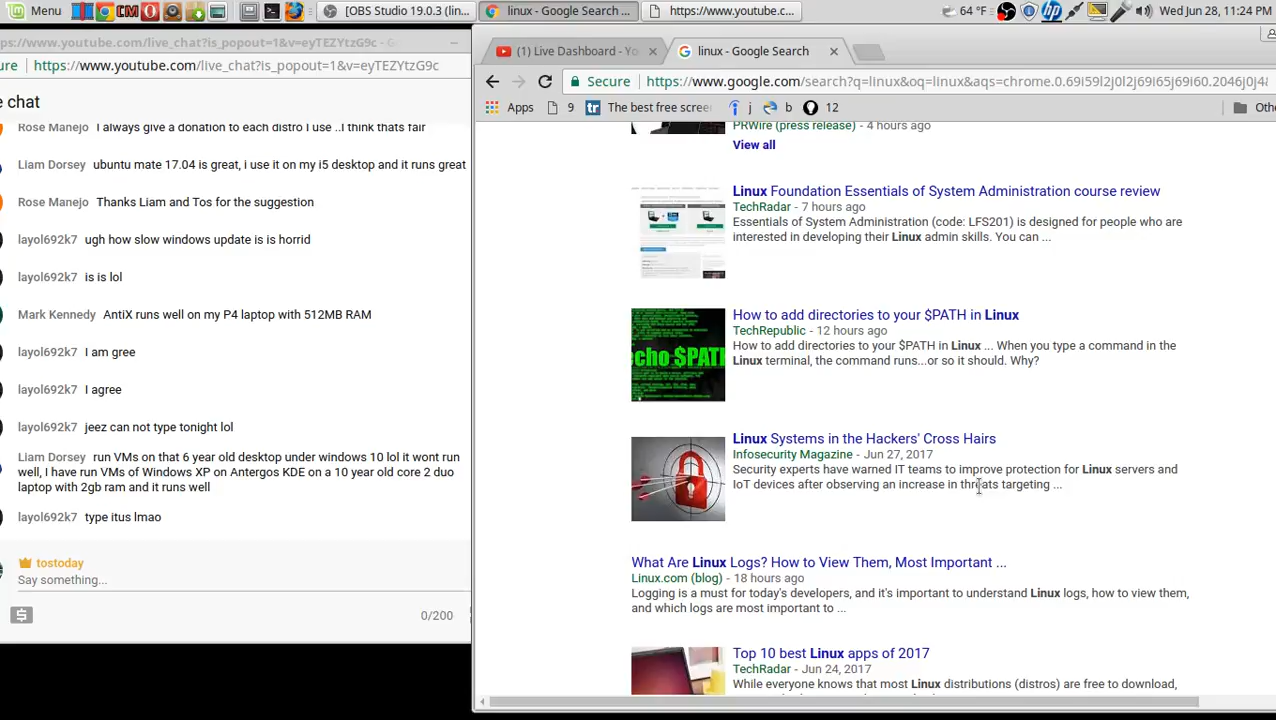 Menu
CM
[OBS Studio 19.0.3 (lin...
linux - Google Search ...
https://www.youtube.c...
64 °F
Wed Jun 28, 11:24 PM
ps://www.youtube.com/live_chat?is_popout=1&v=eyTEZYtzG9c - G
ure https://www.youtube.com/live_chat?is_popout=1&v=eyTEZYtzG9c
e chat
Rose Manejo I always give a donation to each distro I use ..I think thats fair
Liam Dorsey ubuntu mate 17.04 is great, i use it on my i5 desktop and it runs great
Rose Manejo Thanks Liam and Tos for the suggestion
layol692k7 ugh how slow windows update is is horrid
layol692k7 is is lol
Mark Kennedy AntiX runs well on my P4 laptop with 512MB RAM
layol692k7 I am gree
layol692k7 I agree
layol692k7 jeez can not type tonight lol
Liam Dorsey run VMs on that 6 year old desktop under windows 10 lol it wont run
well, I have run VMs of Windows XP on Antergos KDE on a 10 year old core 2 duo
laptop with 2gb ram and it runs well
layol692k7 type itus lmao
tostoday
Say something...
0/200
(1) Live Dashboard - Yo
linux - Google Search
Secure https://www.google.com/search?q=linux&oq=linux&aqs=chrome.0.69i59l2j0l2j69i65j69i60.2046j0j4
Apps 9 tr The best free scree j b 12 Oth
PRWire (press release) - 4 hours ago
View all
Linux Foundation Essentials of System Administration course review
TechRadar - 7 hours ago
Essentials of System Administration (code: LFS201) is designed for people who are
interested in developing their Linux admin skills. You can ...
echo $PATH
How to add directories to your $PATH in Linux
TechRepublic - hours ago
How to add directories to your $PATH in Linux ... When you type a command in the
Linux terminal, the command runs...or so it should. Why?
Linux Systems in the Hackers' Cross Hairs
Infosecurity Magazine - Jun 27, 2017
Security experts have warned IT teams to improve protection for Linux servers and
IoT devices after observing an increase in threats targeting ...
What Are Linux Logs? How to View Them, Most Important ...
Linux.com (blog) - 18 hours ago
Logging is a must for today's developers, and it's important to understand Linux logs, how to view them,
and which logs are most important to ...
Top 10 best Linux apps of 2017
TechRadar - Jun 24, 2017
While everyone knows that most Linux distributions (distros) are free to download,